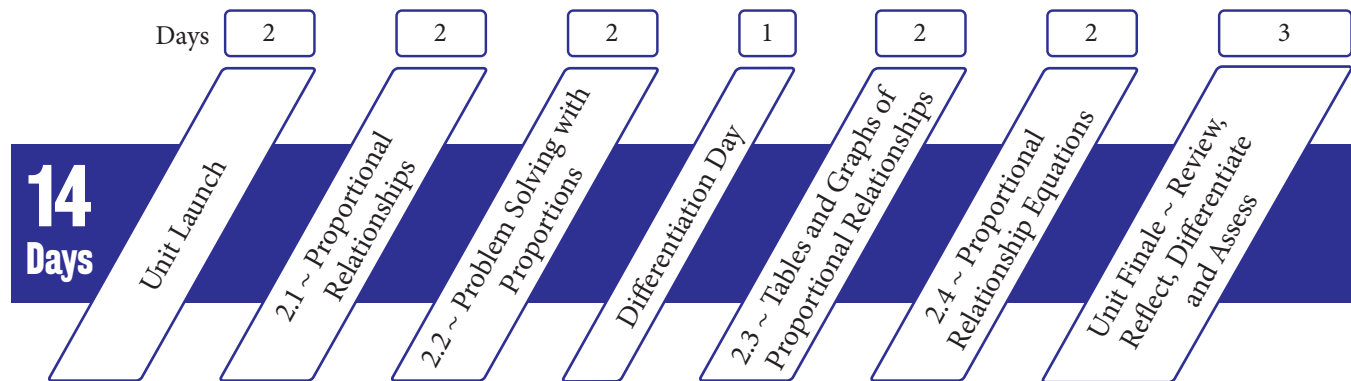 Days 2 2 2 1 2 2 3
14
Days
Unit Launch
2.1 ~ Proportional
Relationships
2.2 ~ Problem Solving with
Proportions
Differentiation Day
2.3 ~ Tables and Graphs of
Proportional Relationships
2.4 ~ Proportional
Relationship Equations
Unit Finale ~ Review,
Reflect, Differentiate
and Assess